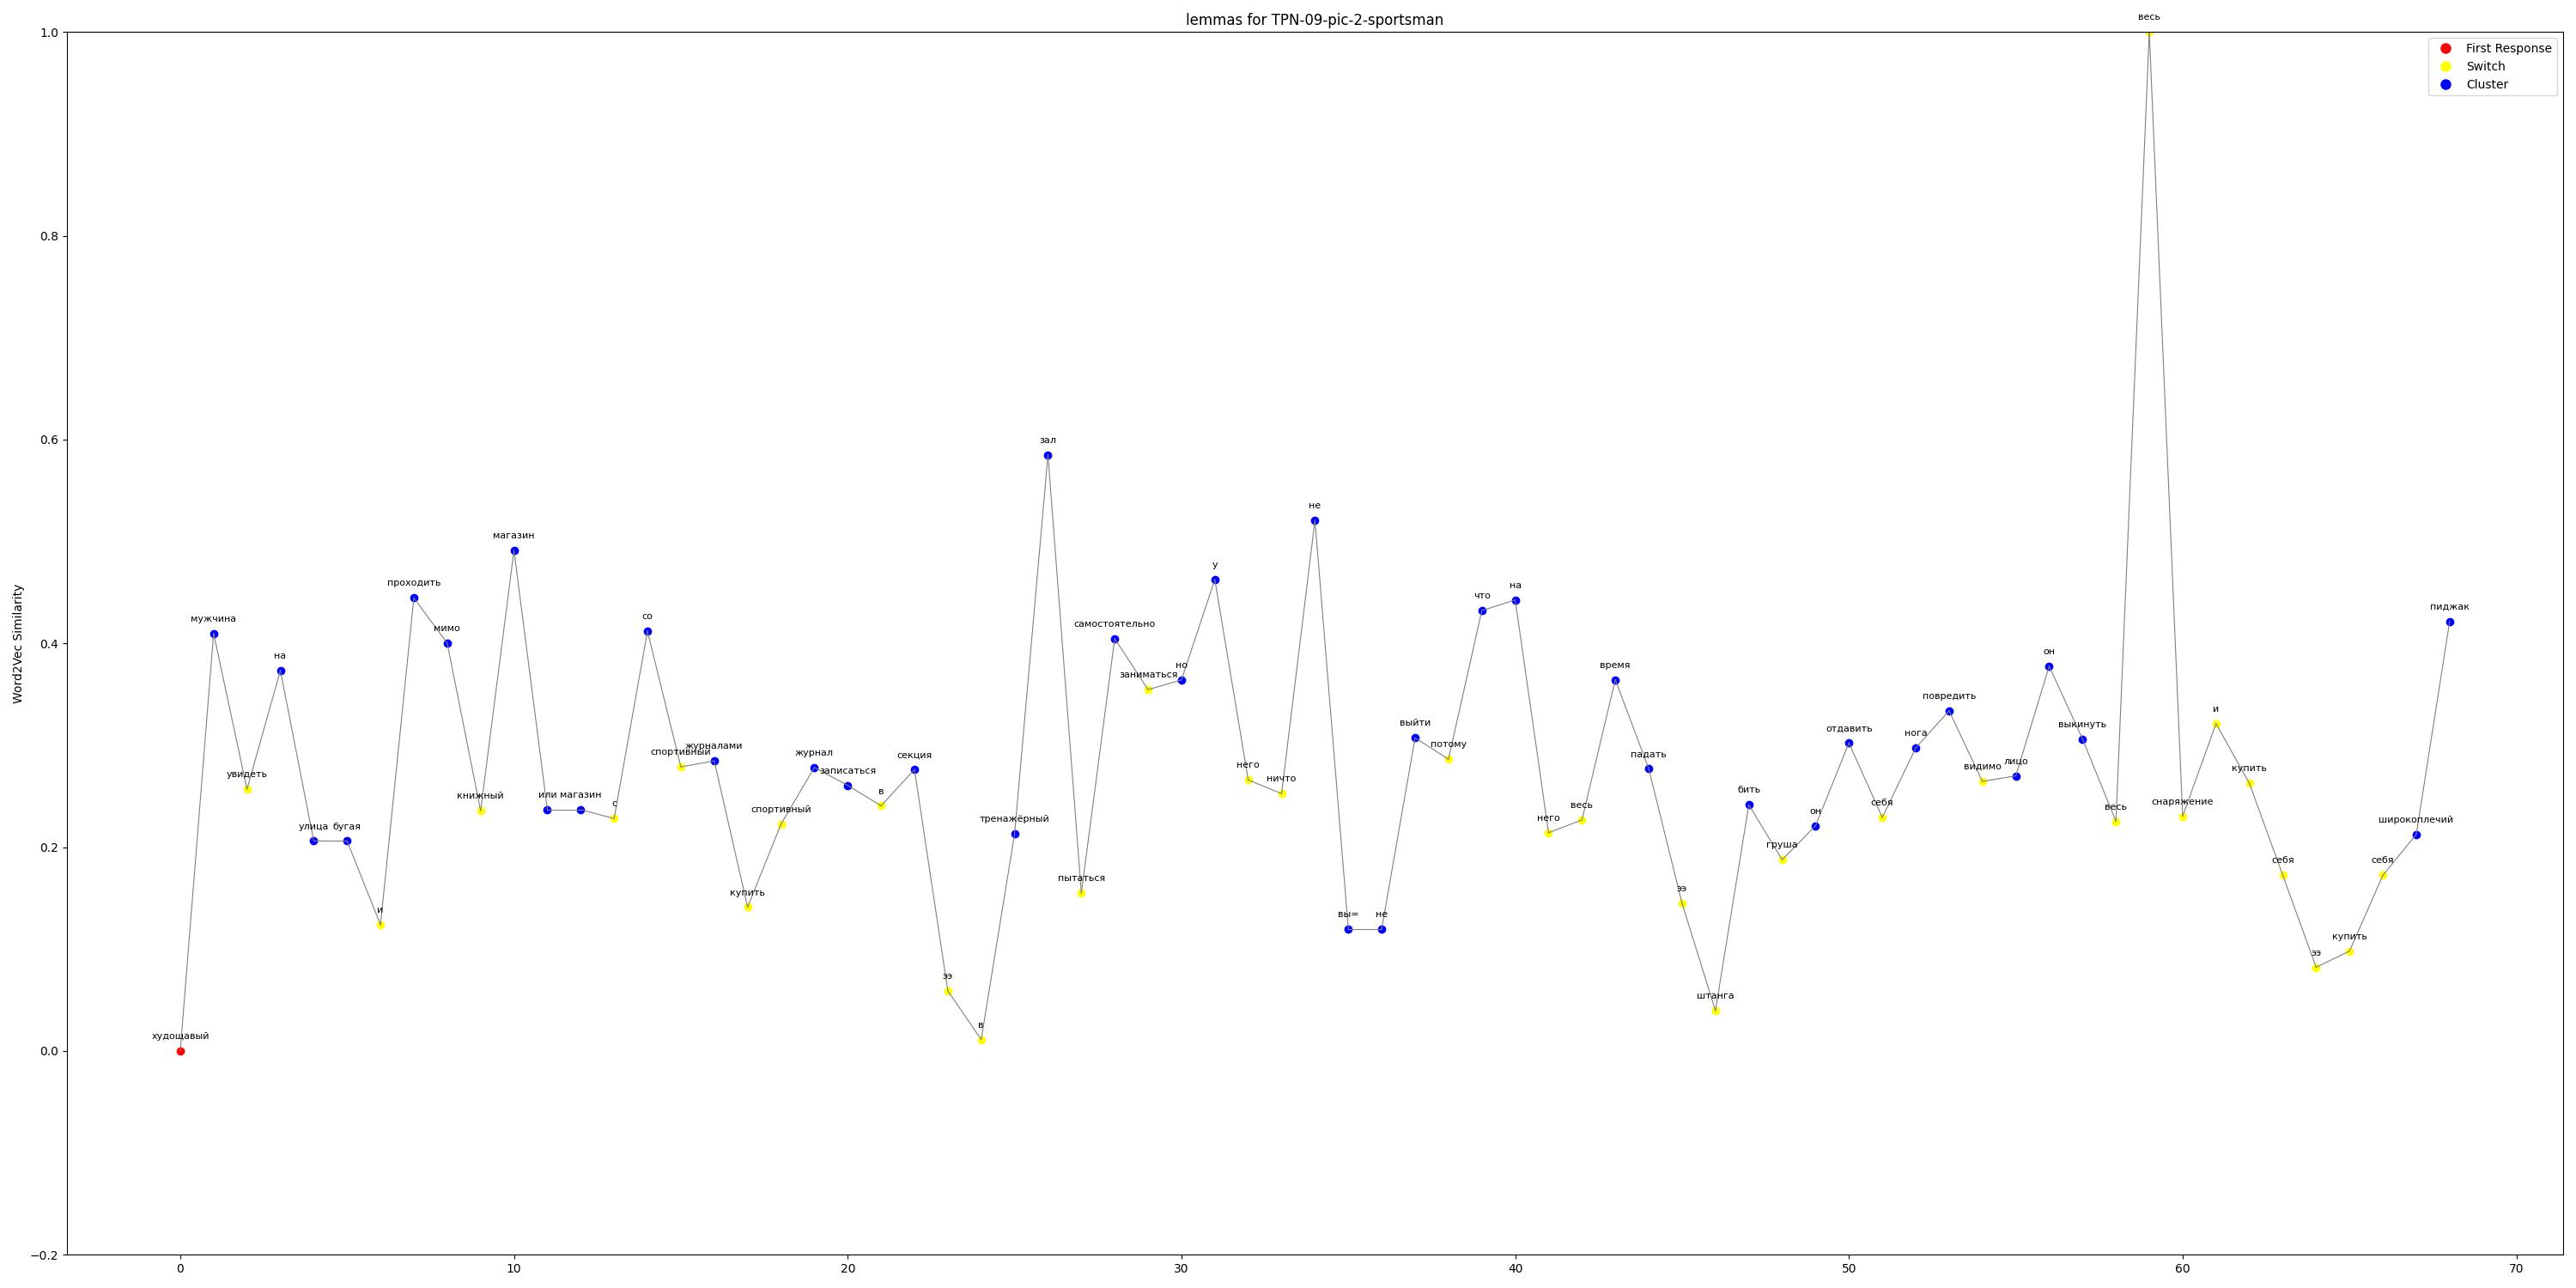 lemmas for TPN-09-pic-2-sportsman
Word2Vec Similarity
1.0
0.8
0.6
0.4
0.2
0.0
−0.2
0
10
20
30
40
50
60
70
First Response
Switch
Cluster
худощавый
мужчина
увидеть
на
улица
бугая
и
проходить
мимо
книжный
магазин
или
магазин
с
со
спортивный
журналами
купить
спортивный
журнал
записаться
в
секция
ээ
в
тренажёрный
зал
пытаться
самостоятельно
заниматься
но
у
него
ничто
не
вы=
не
выйти
потому
что
на
него
весь
время
падать
ээ
штанга
бить
груша
он
отдавить
себя
нога
повредить
видимо
лицо
он
выкинуть
весь
весь
снаряжение
и
купить
себя
ээ
купить
себя
широкоплечий
пиджак